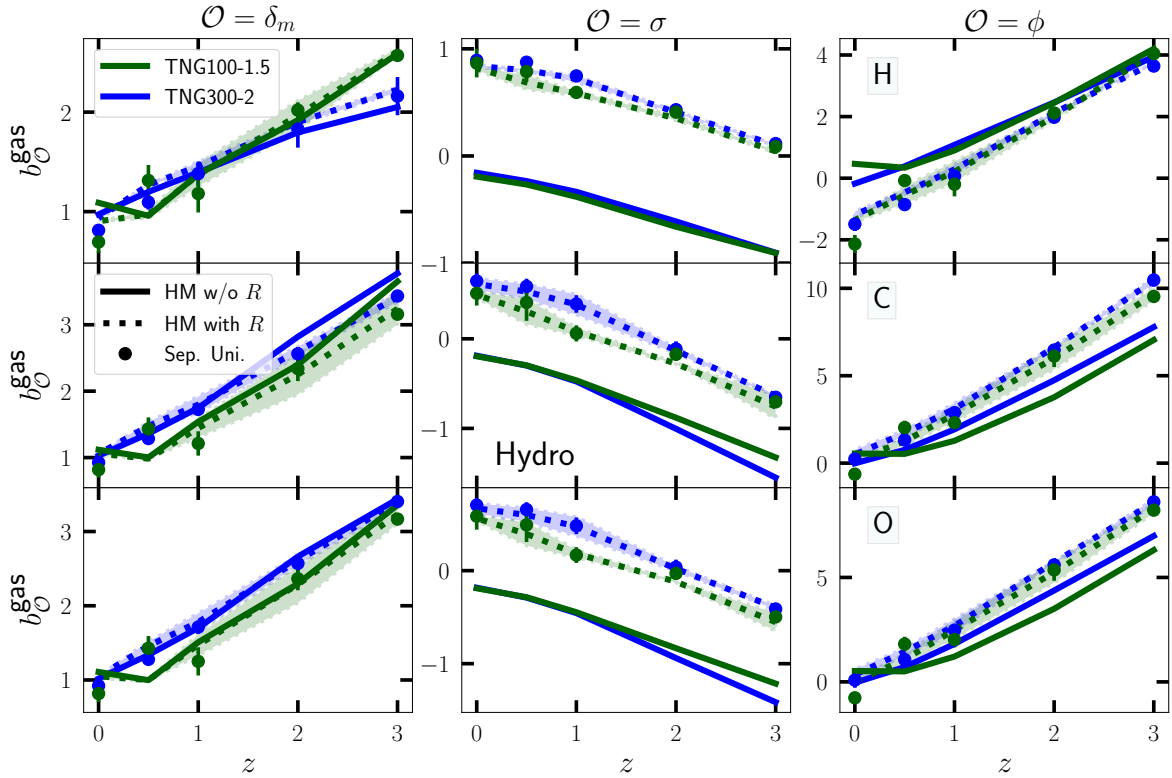 𝒪 = δₘ
𝒪 = σ
𝒪 = ϕ
TNG100-1.5
TNG300-2
H
b_𝒪^gas
2
1
1
0
−1
4
2
0
−2
HM w/o R
HM with R
Sep. Uni.
C
b_𝒪^gas
3
2
1
0
−1
Hydro
10
5
0
O
b_𝒪^gas
3
2
1
0
−1
5
0
0 1 2 3
0 1 2 3
0 1 2 3
z
z
z